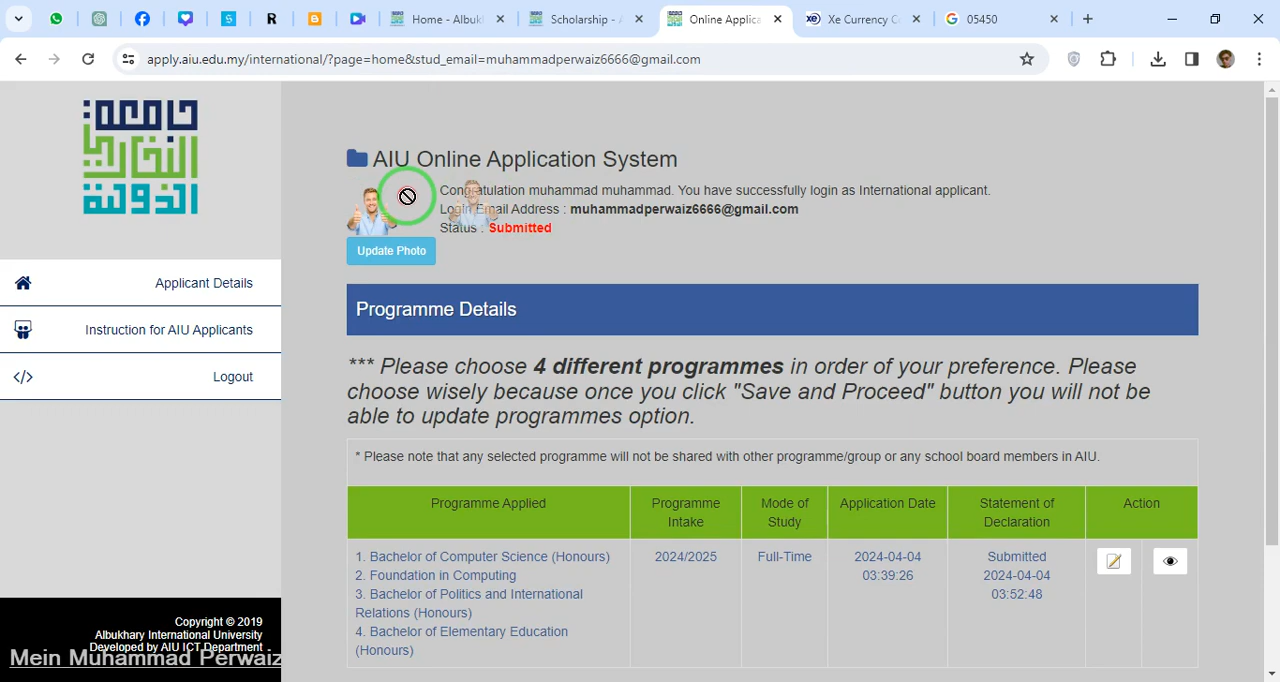 Home - Albuk
Scholarship - A
Online Applica
Xe Currency Co
05450
apply.aiu.edu.my/international/?page=home&stud_email=muhammadperwaiz6666@gmail.com
جامعة
البخاري
الدولية
AIU Online Application System
Congratulation muhammad muhammad. You have successfully login as International applicant.
Login Email Address : muhammadperwaiz6666@gmail.com
Status : Submitted
Update Photo
Applicant Details
Instruction for AIU Applicants
Logout
Programme Details
*** Please choose 4 different programmes in order of your preference. Please
choose wisely because once you click "Save and Proceed" button you will not be
able to update programmes option.
* Please note that any selected programme will not be shared with other programme/group or any school board members in AIU.
Programme Applied
Programme
Intake
Mode of
Study
Application Date
Statement of
Declaration
Action
1. Bachelor of Computer Science (Honours)
2. Foundation in Computing
3. Bachelor of Politics and International
Relations (Honours)
4. Bachelor of Elementary Education
(Honours)
2024/2025
Full-Time
2024-04-04
03:39:26
Submitted
2024-04-04
03:52:48
Copyright © 2019
Albukhary International University
Developed by AIU ICT Department
Mein Muhammad Perwaiz